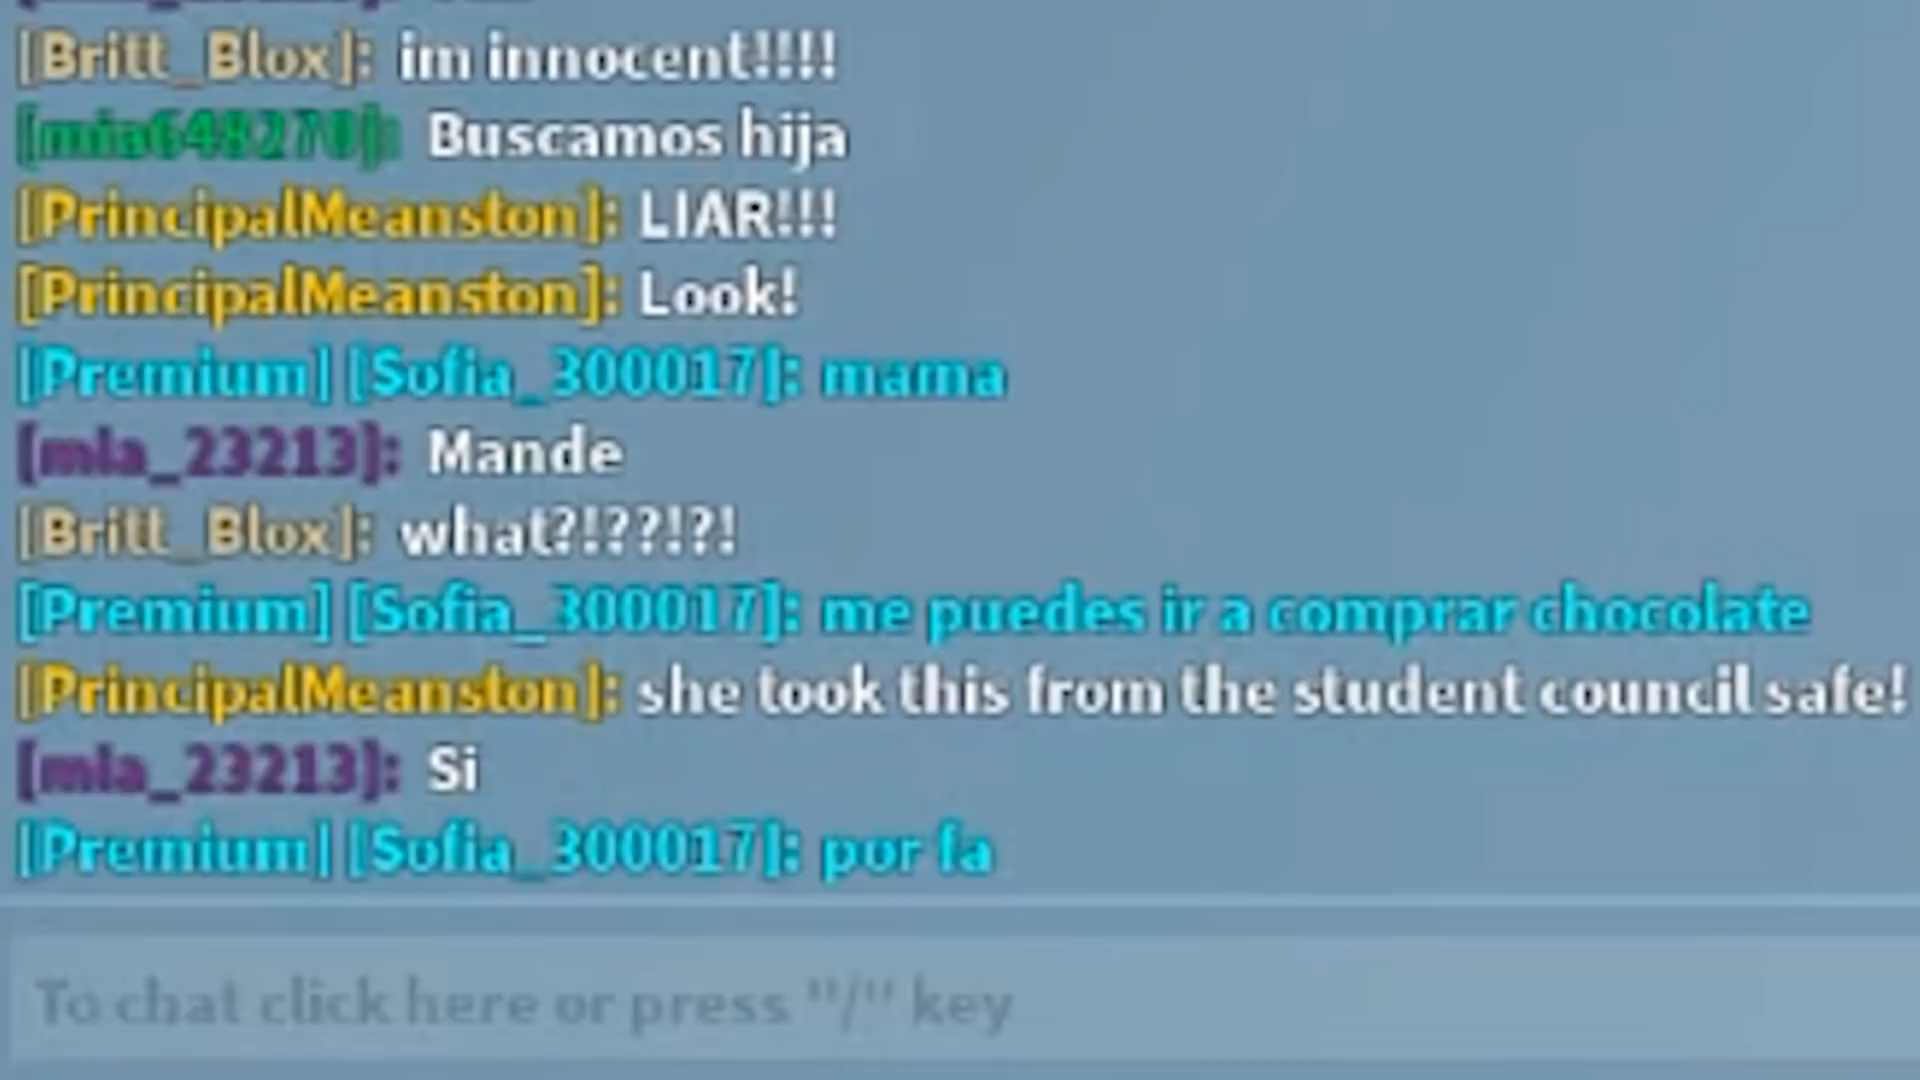 [Britt_Blox]: im innocent!!!!
[mia648270]: Buscamos hija
[PrincipalMeanston]: LIAR!!!
[PrincipalMeanston]: Look!
[Premium] [Sofia_300017]: mama
[mia_23213]: Mande
[Britt_Blox]: what?!??!?!
[Premium] [Sofia_300017]: me puedes ir a comprar chocolate
[PrincipalMeanston]: she took this from the student council safe!
[mia_23213]: Si
[Premium] [Sofia_300017]: por fa
To chat click here or press "/" key